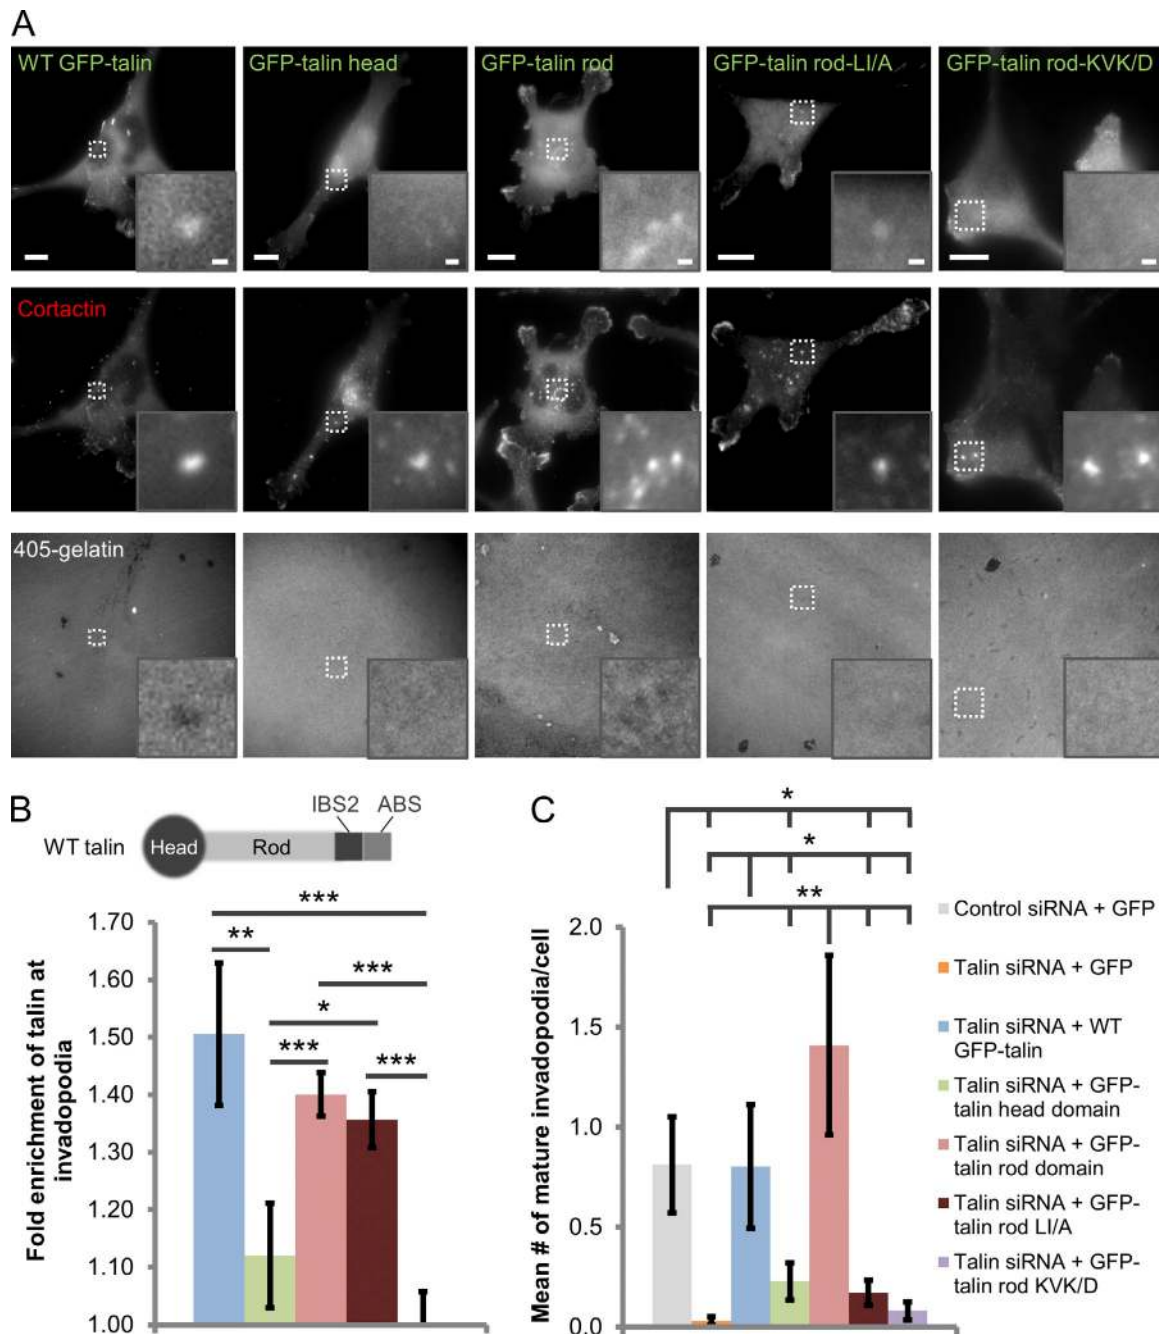 A
WT GFP-talin
GFP-talin head
GFP-talin rod
GFP-talin rod-LI/A
GFP-talin rod-KVK/D
Cortactin
405-gelatin
B
IBS2
ABS
WT talin
Head
Rod
***
**
***
*
***
***
Fold enrichment of talin at
invadopodia
1.70
1.60
1.50
1.40
1.30
1.20
1.10
1.00
C
*
*
**
Mean # of mature invadopodia/cell
2.0
1.5
1.0
0.5
0.0
Control siRNA + GFP
Talin siRNA + GFP
Talin siRNA + WT
GFP-talin
Talin siRNA + GFP-
talin head domain
Talin siRNA + GFP-
talin rod domain
Talin siRNA + GFP-
talin rod LI/A
Talin siRNA + GFP-
talin rod KVK/D